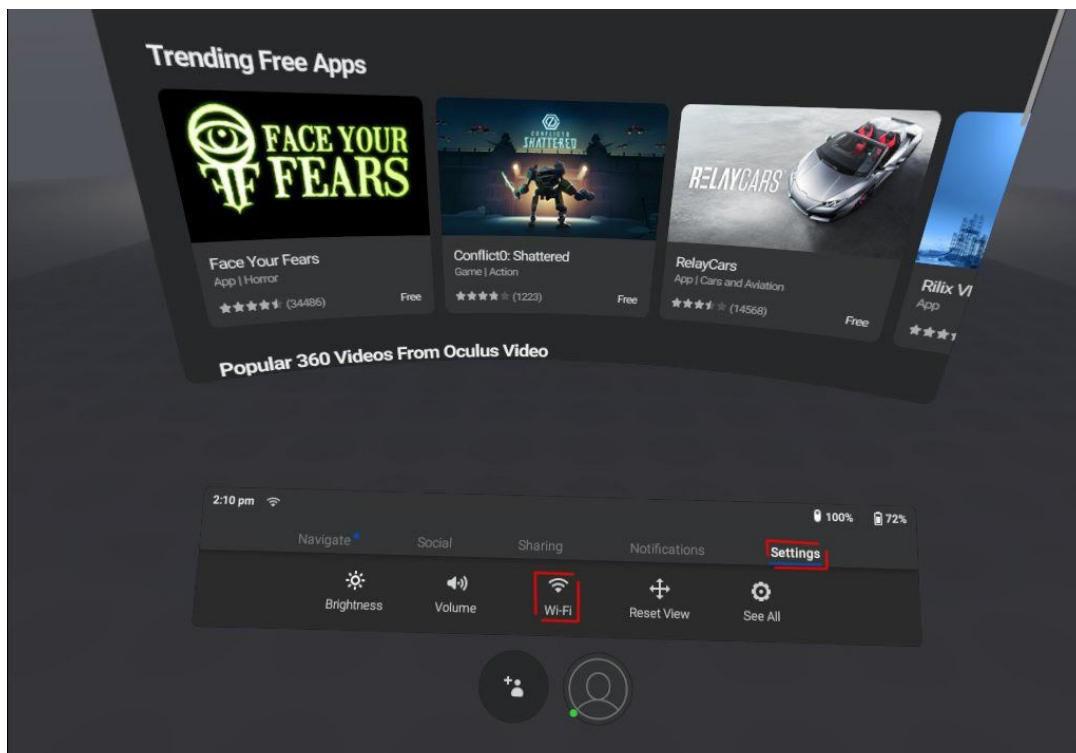 Trending Free Apps
FACE YOUR
FEARS
CONFLICT0
SHATTERED
RELAYCARS
Face Your Fears
App | Horror
(34486)
Free
Conflict0: Shattered
Game | Action
(1223)
Free
RelayCars
App | Cars and Aviation
(14568)
Free
Rilix
App
Popular 360 Videos From Oculus Video
2:10 pm
100%
72%
Navigate
Social
Sharing
Notifications
Settings
Brightness
Volume
Wi-Fi
Reset View
See All